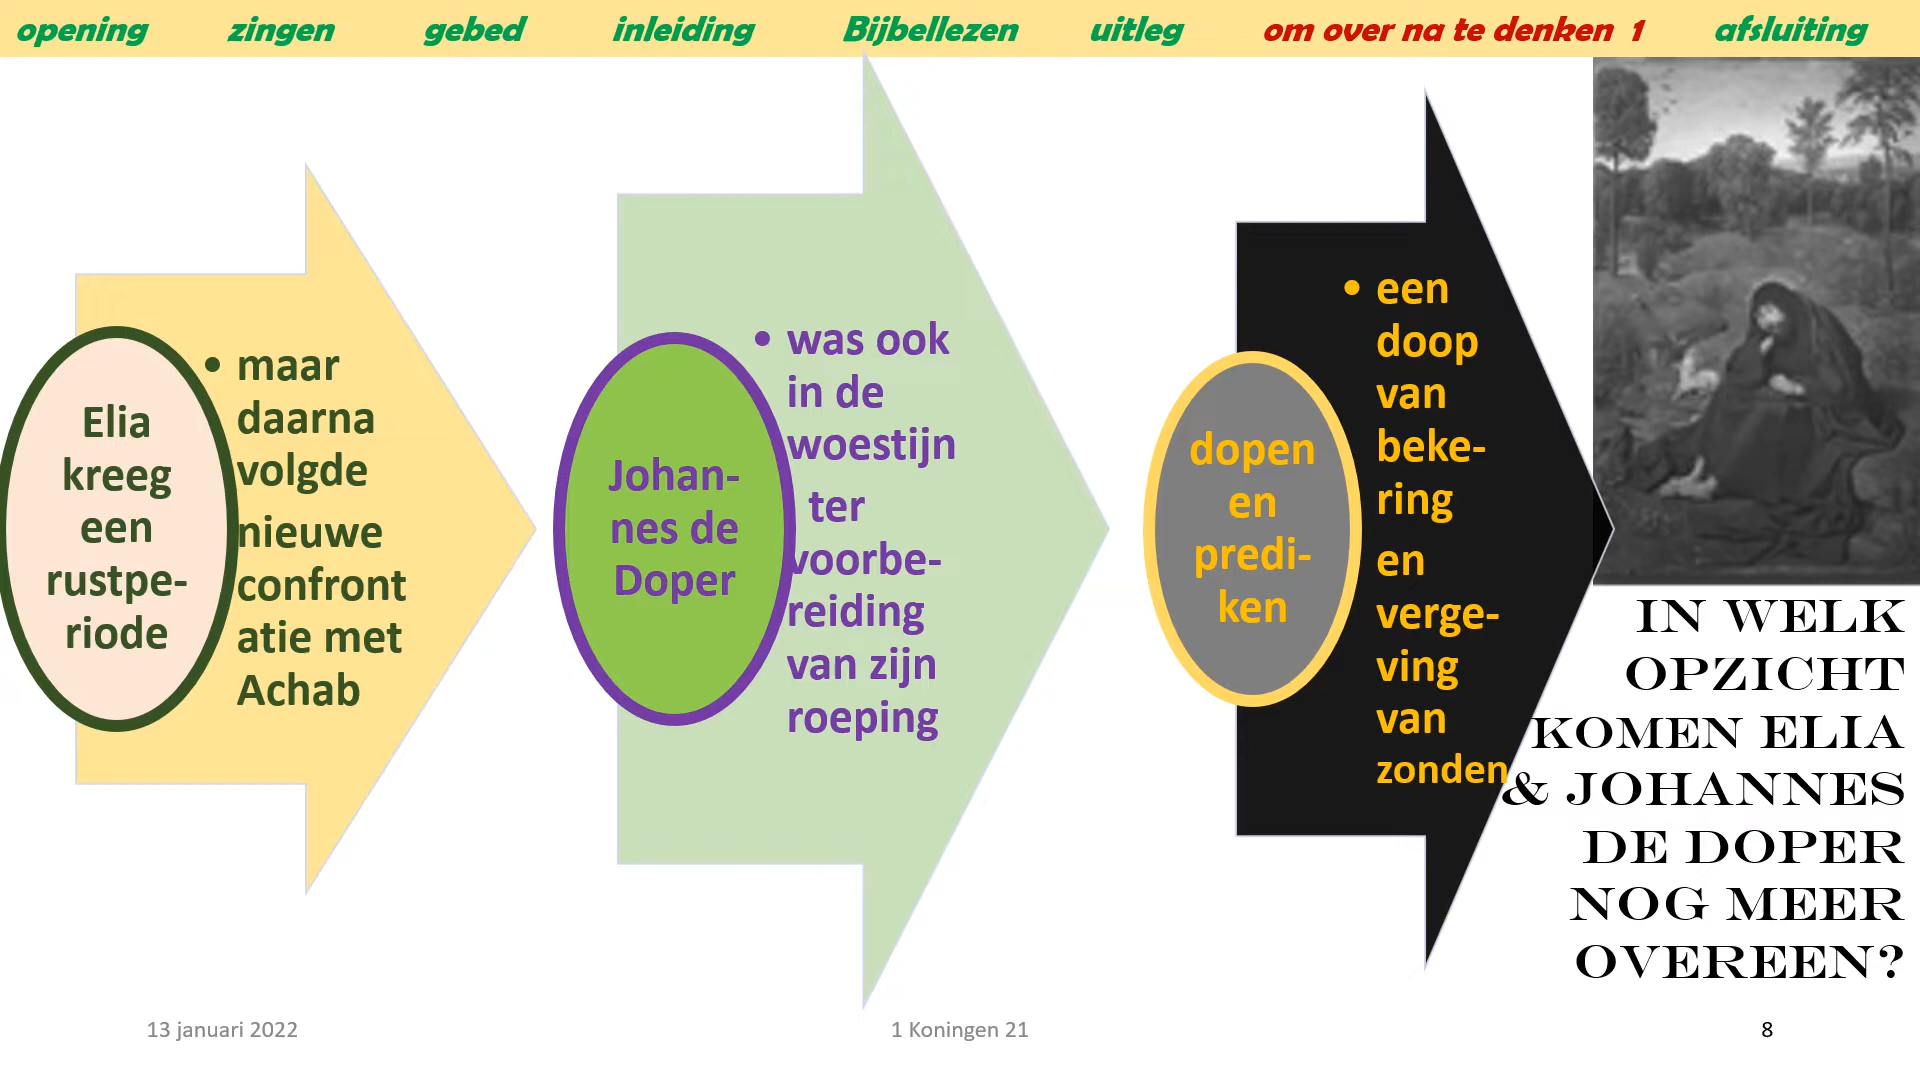 opening zingen gebed inleiding Bijbellezen uitleg om over na te denken 1 afsluiting
Elia
kreeg
een
rustpe-
riode
• maar
daarna
volgde
nieuwe
confront
atie met
Achab
Johan-
nes de
Doper
• was ook
in de
woestijn
ter
voorbe-
reiding
van zijn
roeping
dopen
en
predi-
ken
• een
doop
van
beke-
ring
en
verge-
ving
van
zonden
IN WELK
OPZICHT
KOMEN ELIA
& JOHANNES
DE DOPER
NOG MEER
OVEREEN?
13 januari 2022
1 Koningen 21
8